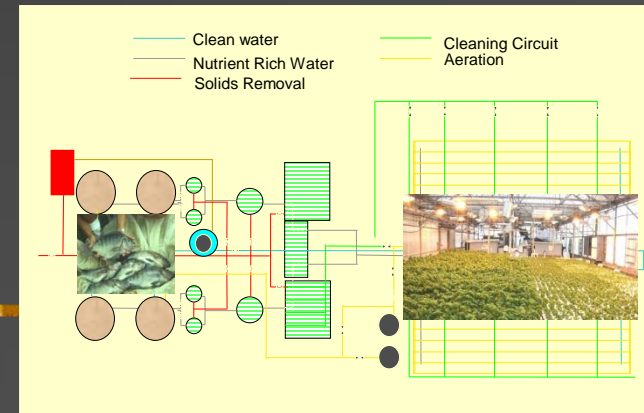 Clean water
Nutrient Rich Water
Solids Removal
Cleaning Circuit
Aeration